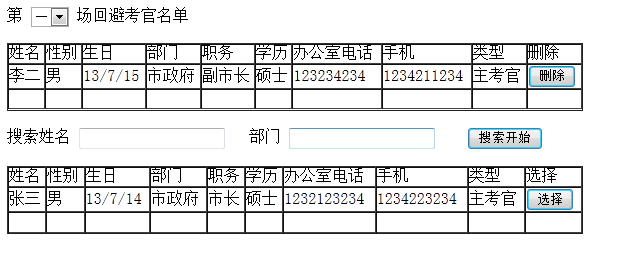 第 一 场回避考官名单
姓名 性别 生日 部门 职务 学历 办公室电话 手机 类型 删除
李二 男 13/7/15 市政府 副市长 硕士 123234234 1234211234 主考官 删除
搜索姓名 部门 搜索开始
姓名 性别 生日 部门 职务 学历 办公室电话 手机 类型 选择
张三 男 13/7/14 市政府 市长 硕士 1232123234 1234223234 主考官 选择